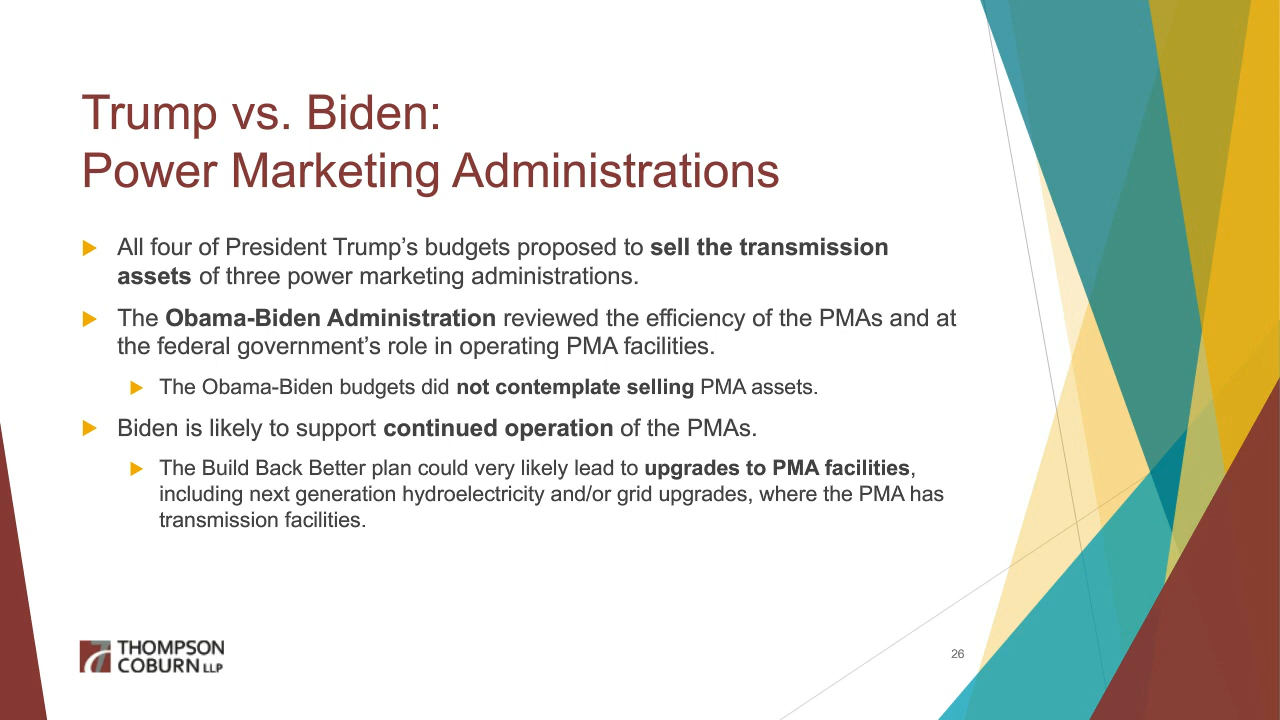 Trump vs. Biden:
Power Marketing Administrations
All four of President Trump’s budgets proposed to sell the transmission
assets of three power marketing administrations.
The Obama-Biden Administration reviewed the efficiency of the PMAs and at
the federal government’s role in operating PMA facilities.
The Obama-Biden budgets did not contemplate selling PMA assets.
Biden is likely to support continued operation of the PMAs.
The Build Back Better plan could very likely lead to upgrades to PMA facilities,
including next generation hydroelectricity and/or grid upgrades, where the PMA has
transmission facilities.
THOMPSON
COBURN LLP
26